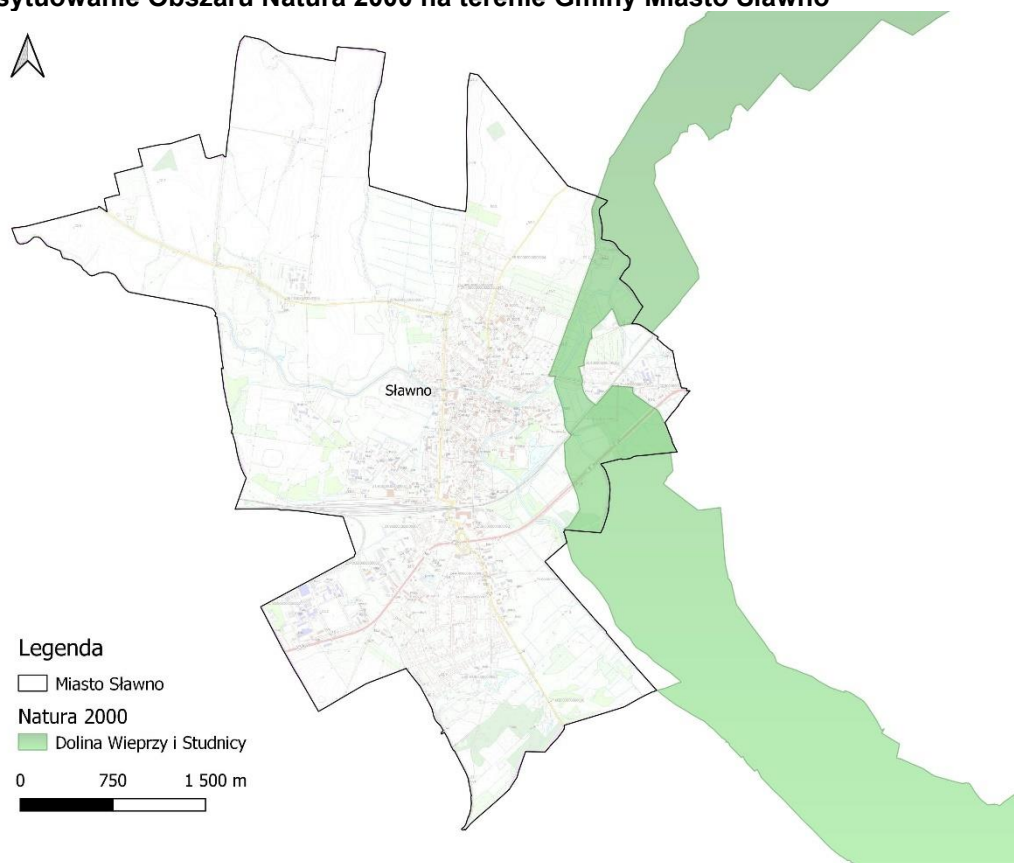 sytuowanie Obszaru Natura 2000 na terenie Gminy Miasto Sławno
Sławno
Legenda
Miasto Sławno
Natura 2000
Dolina Wieprzy i Studnicy
0 750 1 500 m